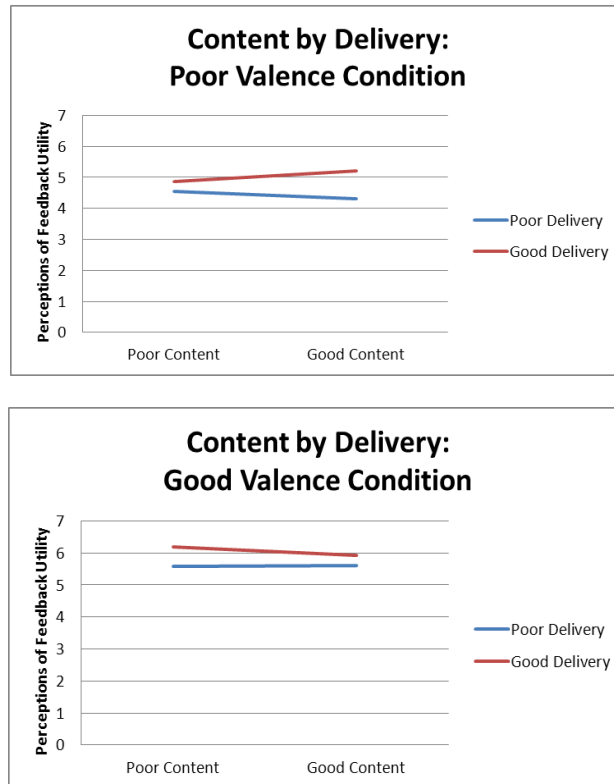 Content by Delivery:
Poor Valence Condition
Perceptions of Feedback Utility
7
6
5
4
3
2
1
0
Poor Content
Good Content
Poor Delivery
Good Delivery
Content by Delivery:
Good Valence Condition
Perceptions of Feedback Utility
7
6
5
4
3
2
1
0
Poor Content
Good Content
Poor Delivery
Good Delivery